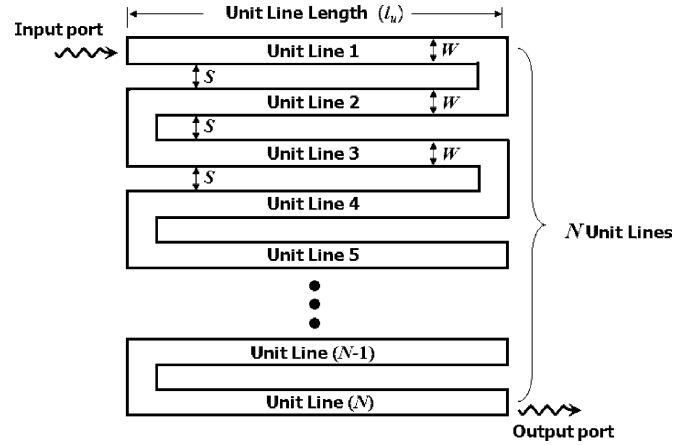 Unit Line Length (lᵤ)
Input port
Unit Line 1 W
S
Unit Line 2 W
S
Unit Line 3 W
S
Unit Line 4
N Unit Lines
Unit Line 5
Unit Line (N-1)
Unit Line (N)
Output port